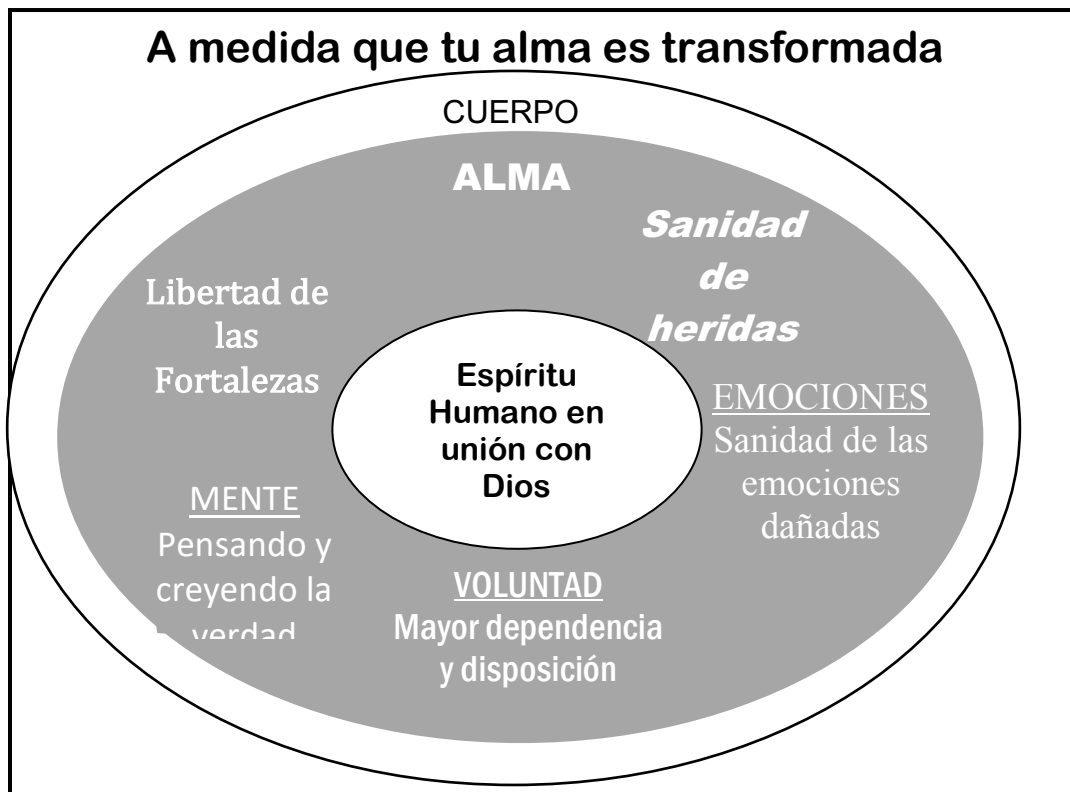 A medida que tu alma es transformada
CUERPO
ALMA
Sanidad
de
heridas
Libertad de
las
Fortalezas
Espíritu
Humano en
unión con
Dios
EMOCIONES
Sanidad de las
emociones
dañadas
MENTE
Pensando y
creyendo la
verdad
VOLUNTAD
Mayor dependencia
y disposición